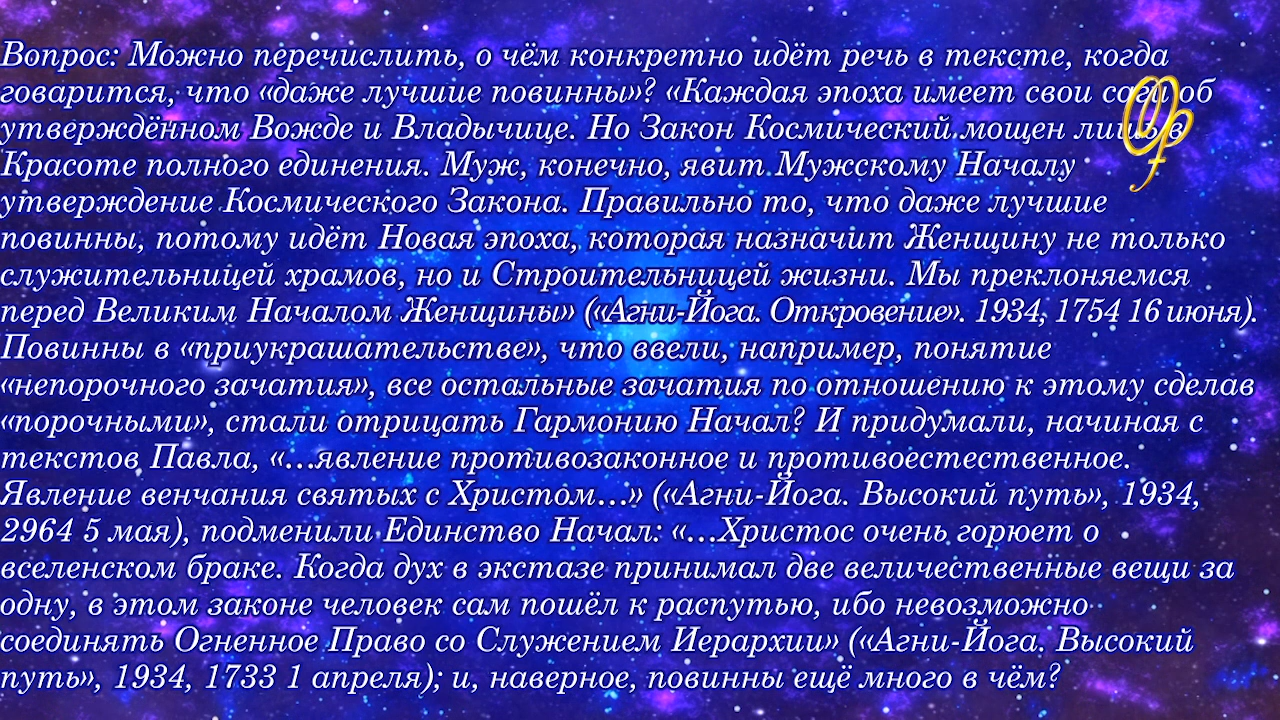 Вопрос: Можно перечислить, о чём конкретно идёт речь в тексте, когда
говарится, что «даже лучшие повинны»? «Каждая эпоха имеет свои саги об
утверждённом Вожде и Владычице. Но Закон Космический мощен лишь в
Красоте полного единения. Муж, конечно, явит Мужскому Началу
утверждение Космического Закона. Правильно то, что даже лучшие
повинны, потому идёт Новая эпоха, которая назначит Женщину не только
служительницей храмов, но и Строительницей жизни. Мы преклоняемся
перед Великим Началом Женщины» («Агни-Йога. Откровение». 1934, 1754 16 июня).
Повинны в «приукрашательстве», что ввели, например, понятие
«непорочного зачатия», все остальные зачатия по отношению к этому сделав
«порочными», стали отрицать Гармонию Начал? И придумали, начиная с
текстов Павла, «...явление противозаконное и противоестественное.
Явление венчания святых с Христом...» («Агни-Йога. Высокий путь», 1934,
2964 5 мая), подменили Единство Начал: «...Христос очень горюет о
вселенском браке. Когда дух в экстазе принимал две величественные вещи за
одну, в этом законе человек сам пошёл к распутью, ибо невозможно
соединять Огненное Право со Служением Иерархии» («Агни-Йога. Высокий
путь», 1934, 1733 1 апреля); и, наверное, повинны ещё много в чём?